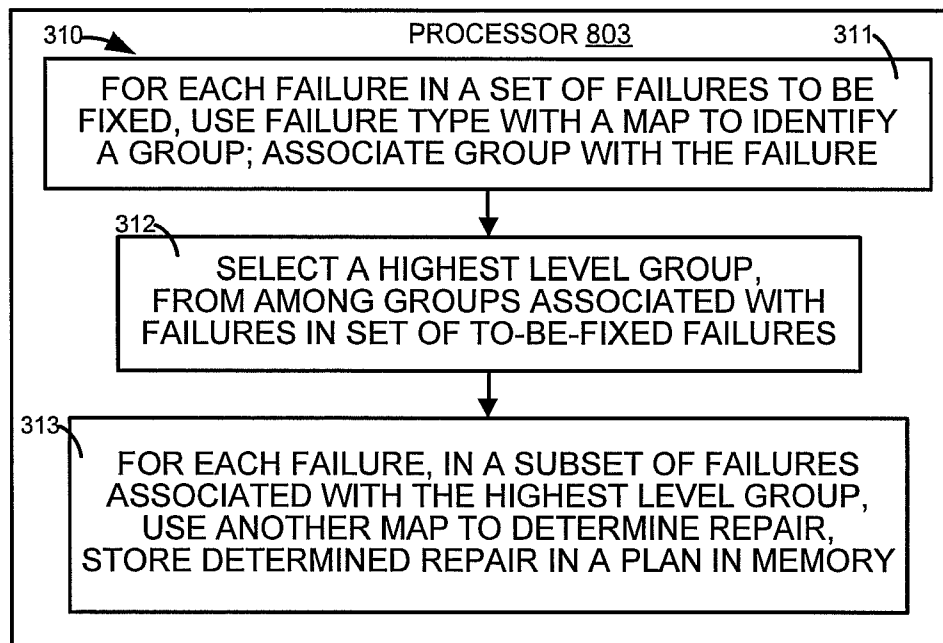 310
PROCESSOR 803
311
FOR EACH FAILURE IN A SET OF FAILURES TO BE
FIXED, USE FAILURE TYPE WITH A MAP TO IDENTIFY
A GROUP; ASSOCIATE GROUP WITH THE FAILURE
312
SELECT A HIGHEST LEVEL GROUP,
FROM AMONG GROUPS ASSOCIATED WITH
FAILURES IN SET OF TO-BE-FIXED FAILURES
313
FOR EACH FAILURE, IN A SUBSET OF FAILURES
ASSOCIATED WITH THE HIGHEST LEVEL GROUP,
USE ANOTHER MAP TO DETERMINE REPAIR,
STORE DETERMINED REPAIR IN A PLAN IN MEMORY